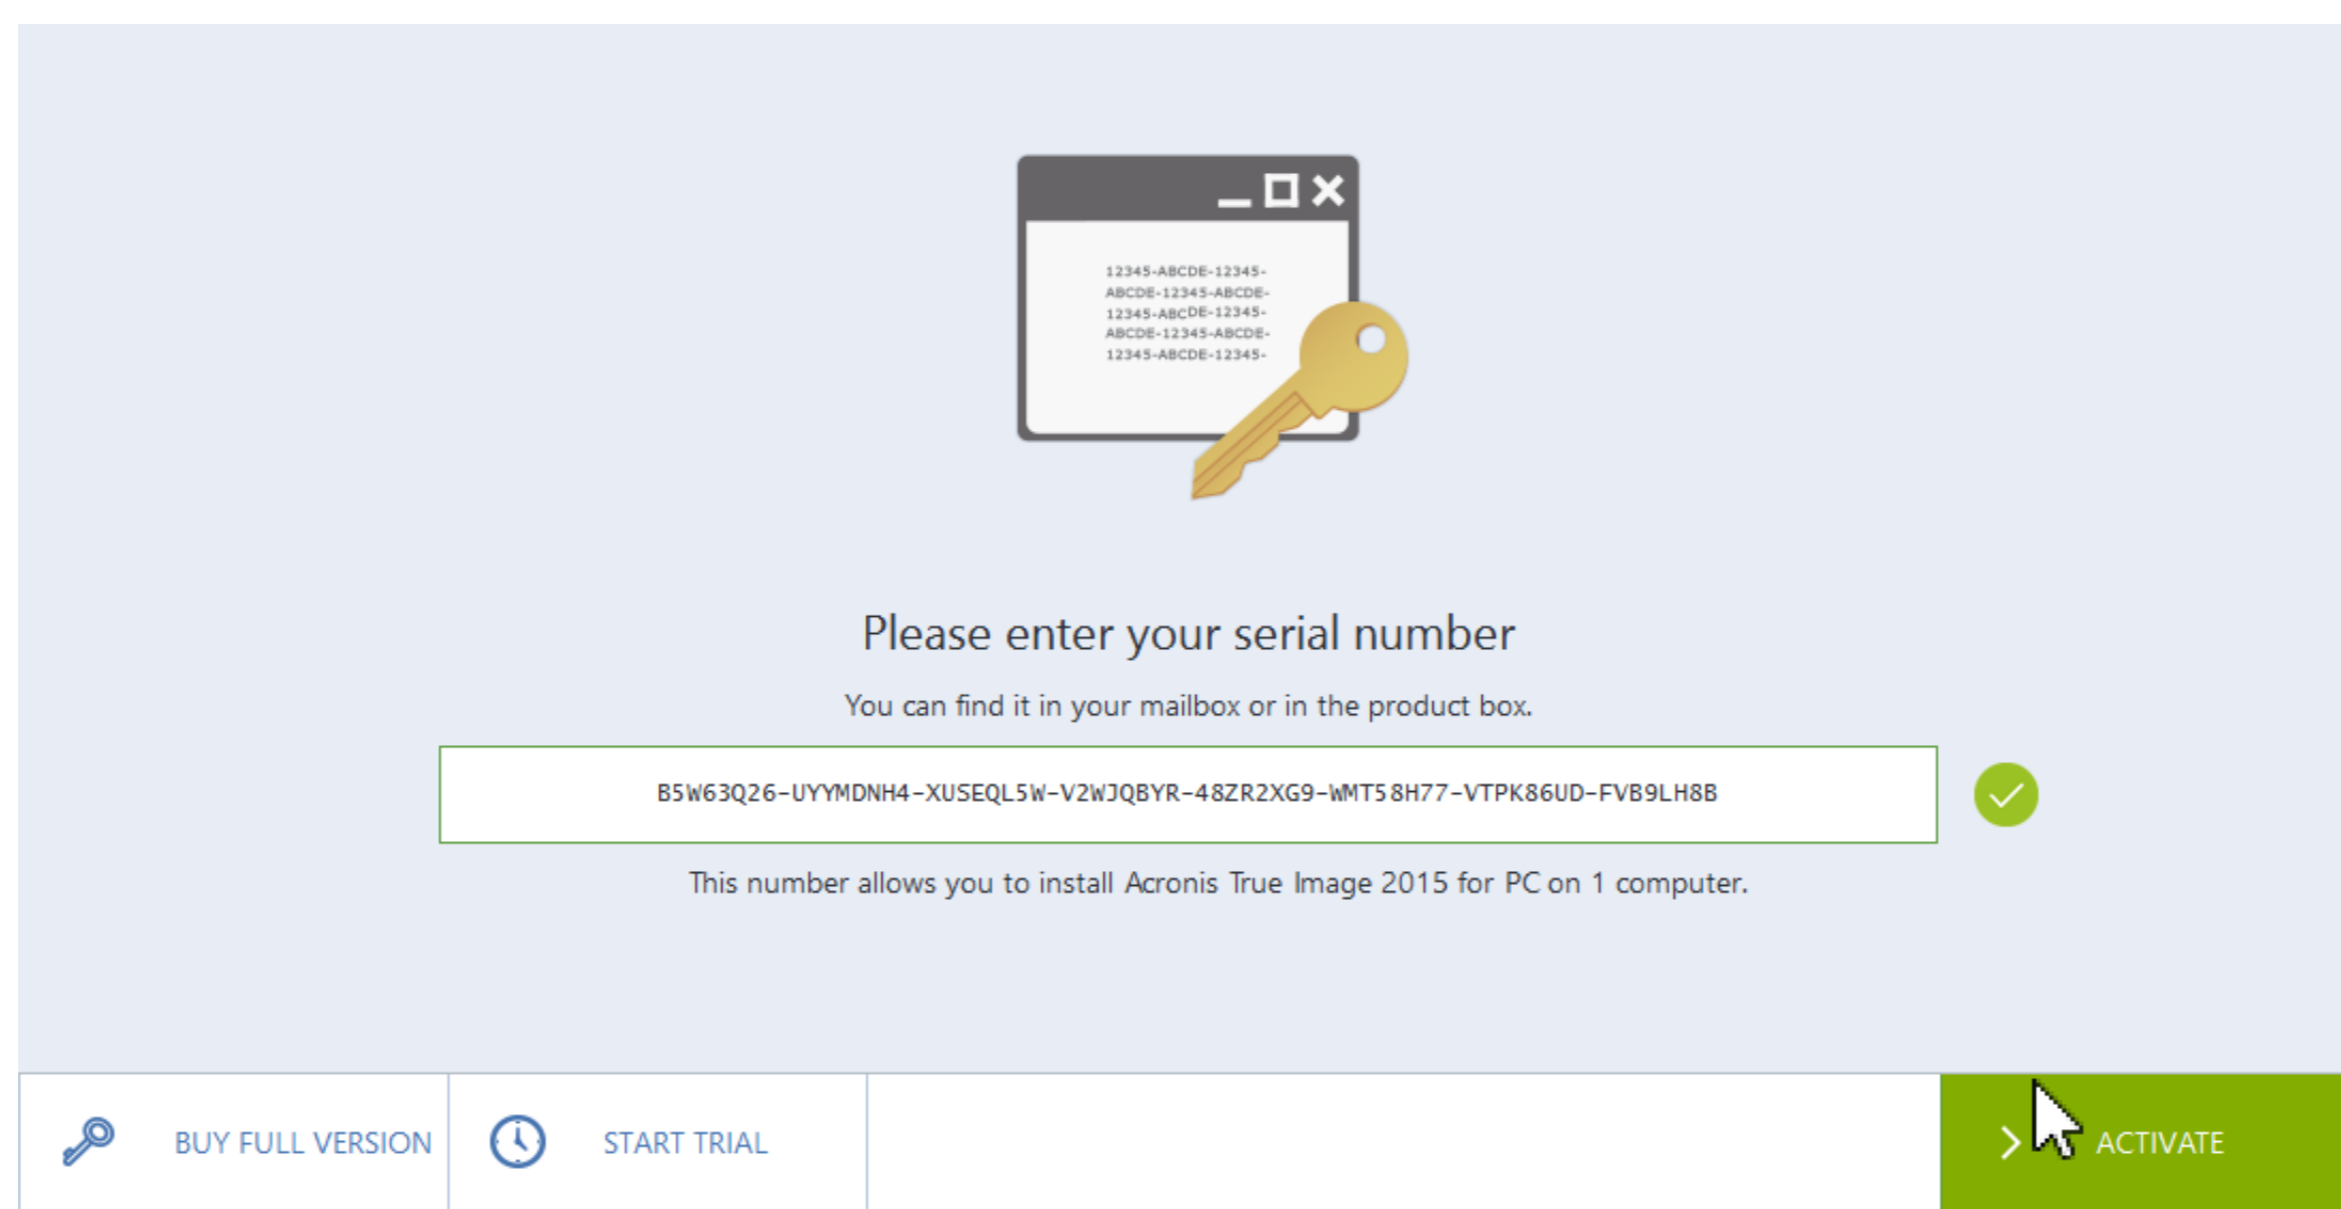 12345-ABCDE-12345-
ABCDE-12345-ABCDE-
12345-ABCDE-12345-
ABCDE-12345-ABCDE-
12345-ABCDE-12345-
Please enter your serial number
You can find it in your mailbox or in the product box.
B5W63Q26-UYYMDNH4-XUSEQL5W-V2WJQBYR-48ZR2XG9-WMT58H77-VTPK86UD-FVB9LH8B
This number allows you to install Acronis True Image 2015 for PC on 1 computer.
BUY FULL VERSION
START TRIAL
ACTIVATE